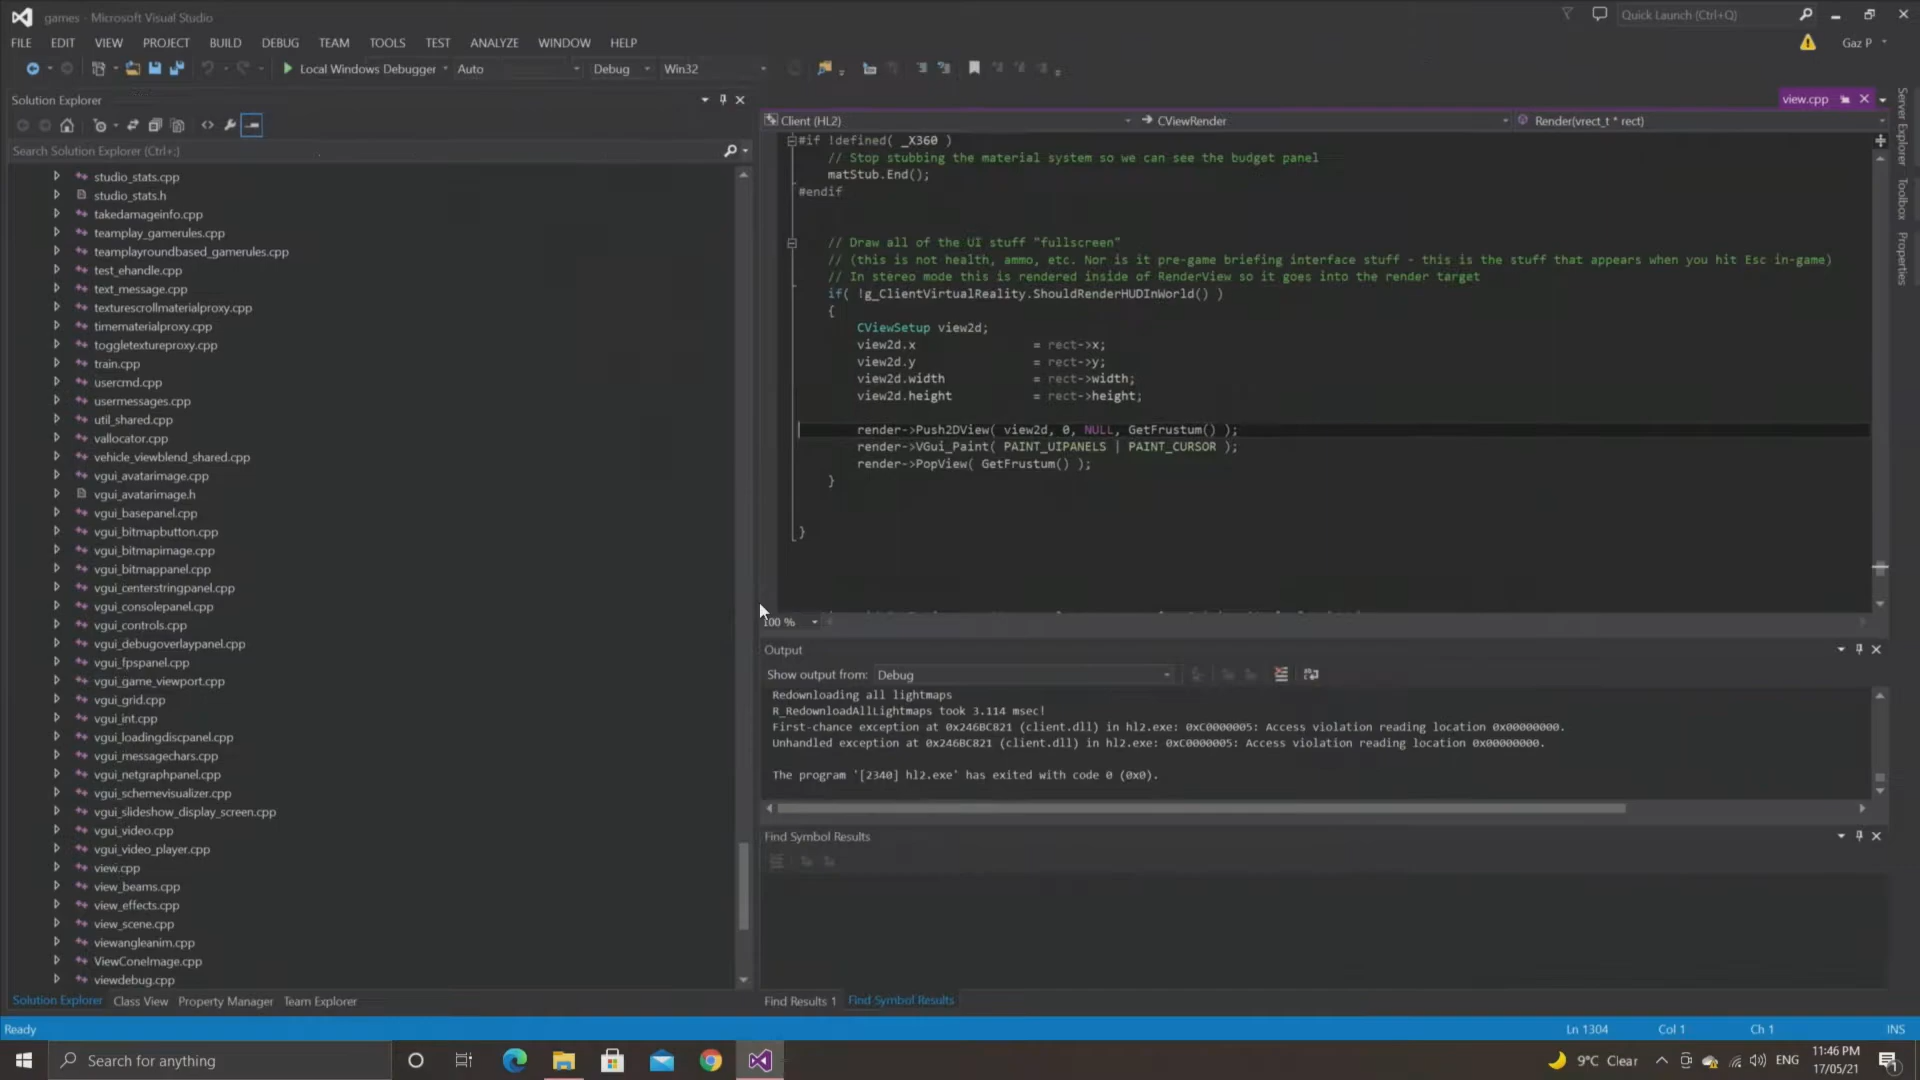 games - Microsoft Visual Studio
Quick Launch (Ctrl+Q)
FILE EDIT VIEW PROJECT BUILD DEBUG TEAM TOOLS TEST ANALYZE WINDOW HELP
Gaz P
Local Windows Debugger Auto Debug Win32
Solution Explorer
Search Solution Explorer (Ctrl+;)
studio_stats.cpp
studio_stats.h
takedamageinfo.cpp
teamplay_gamerules.cpp
teamplayroundbased_gamerules.cpp
test_ehandle.cpp
text_message.cpp
texturescrollmaterialproxy.cpp
timematerialproxy.cpp
toggletextureproxy.cpp
train.cpp
usercmd.cpp
usermessages.cpp
util_shared.cpp
vallocator.cpp
vehicle_viewblend_shared.cpp
vgui_avatarimage.cpp
vgui_avatarimage.h
vgui_basepanel.cpp
vgui_bitmapbutton.cpp
vgui_bitmapimage.cpp
vgui_bitmappanel.cpp
vgui_centerstringpanel.cpp
vgui_consolepanel.cpp
vgui_controls.cpp
vgui_debugoverlaypanel.cpp
vgui_fpspanel.cpp
vgui_game_viewport.cpp
vgui_grid.cpp
vgui_int.cpp
vgui_loadingdiscpanel.cpp
vgui_messagechars.cpp
vgui_netgraphpanel.cpp
vgui_schemevisualizer.cpp
vgui_slideshow_display_screen.cpp
vgui_video.cpp
vgui_video_player.cpp
view.cpp
view_beams.cpp
view_effects.cpp
view_scene.cpp
viewangleanim.cpp
ViewConeImage.cpp
viewdebug.cpp
Solution Explorer Class View Property Manager Team Explorer
view.cpp
Client (HL2) CViewRender Render(vrect_t * rect)
#if !defined( _X360 )
// Stop stubbing the material system so we can see the budget panel
matStub.End();
#endif
// Draw all of the UI stuff "fullscreen"
// (this is not health, ammo, etc. Nor is it pre-game briefing interface stuff - this is the stuff that appears when you hit Esc in-game)
// In stereo mode this is rendered inside of RenderView so it goes into the render target
if( !g_ClientVirtualReality.ShouldRenderHUDInWorld() )
{
CViewSetup view2d;
view2d.x = rect->x;
view2d.y = rect->y;
view2d.width = rect->width;
view2d.height = rect->height;
render->Push2DView( view2d, 0, NULL, GetFrustum() );
render->VGui_Paint( PAINT_UIPANELS | PAINT_CURSOR );
render->PopView( GetFrustum() );
}
}
100 %
Output
Show output from: Debug
Redownloading all lightmaps
R_RedownloadAllLightmaps took 3.114 msec!
First-chance exception at 0x246BC821 (client.dll) in hl2.exe: 0xC0000005: Access violation reading location 0x00000000.
Unhandled exception at 0x246BC821 (client.dll) in hl2.exe: 0xC0000005: Access violation reading location 0x00000000.
The program '[2340] hl2.exe' has exited with code 0 (0x0).
Find Symbol Results
Find Results 1 Find Symbol Results
Server Explorer
Toolbox
Properties
Ready Ln 1304 Col 1 Ch 1 INS
Search for anything
9°C Clear ENG
11:46 PM
17/05/21
1